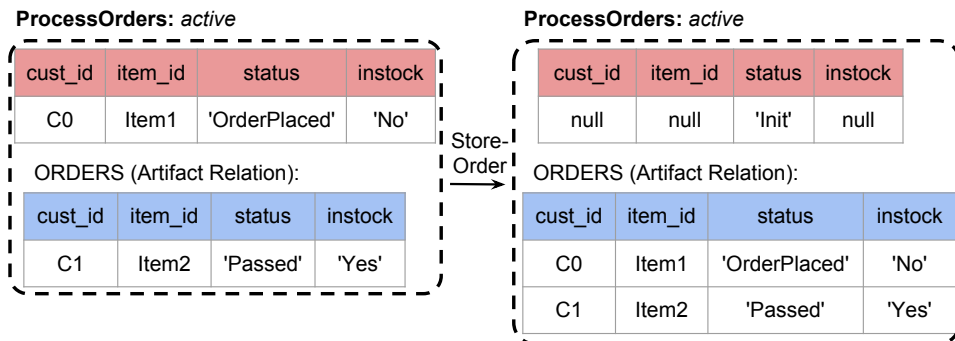 ProcessOrders: active
cust_id item_id status instock
C0 Item1 'OrderPlaced' 'No'
ORDERS (Artifact Relation):
cust_id item_id status instock
C1 Item2 'Passed' 'Yes'
Store-
Order
ProcessOrders: active
cust_id item_id status instock
null null 'Init' null
ORDERS (Artifact Relation):
cust_id item_id status instock
C0 Item1 'OrderPlaced' 'No'
C1 Item2 'Passed' 'Yes'